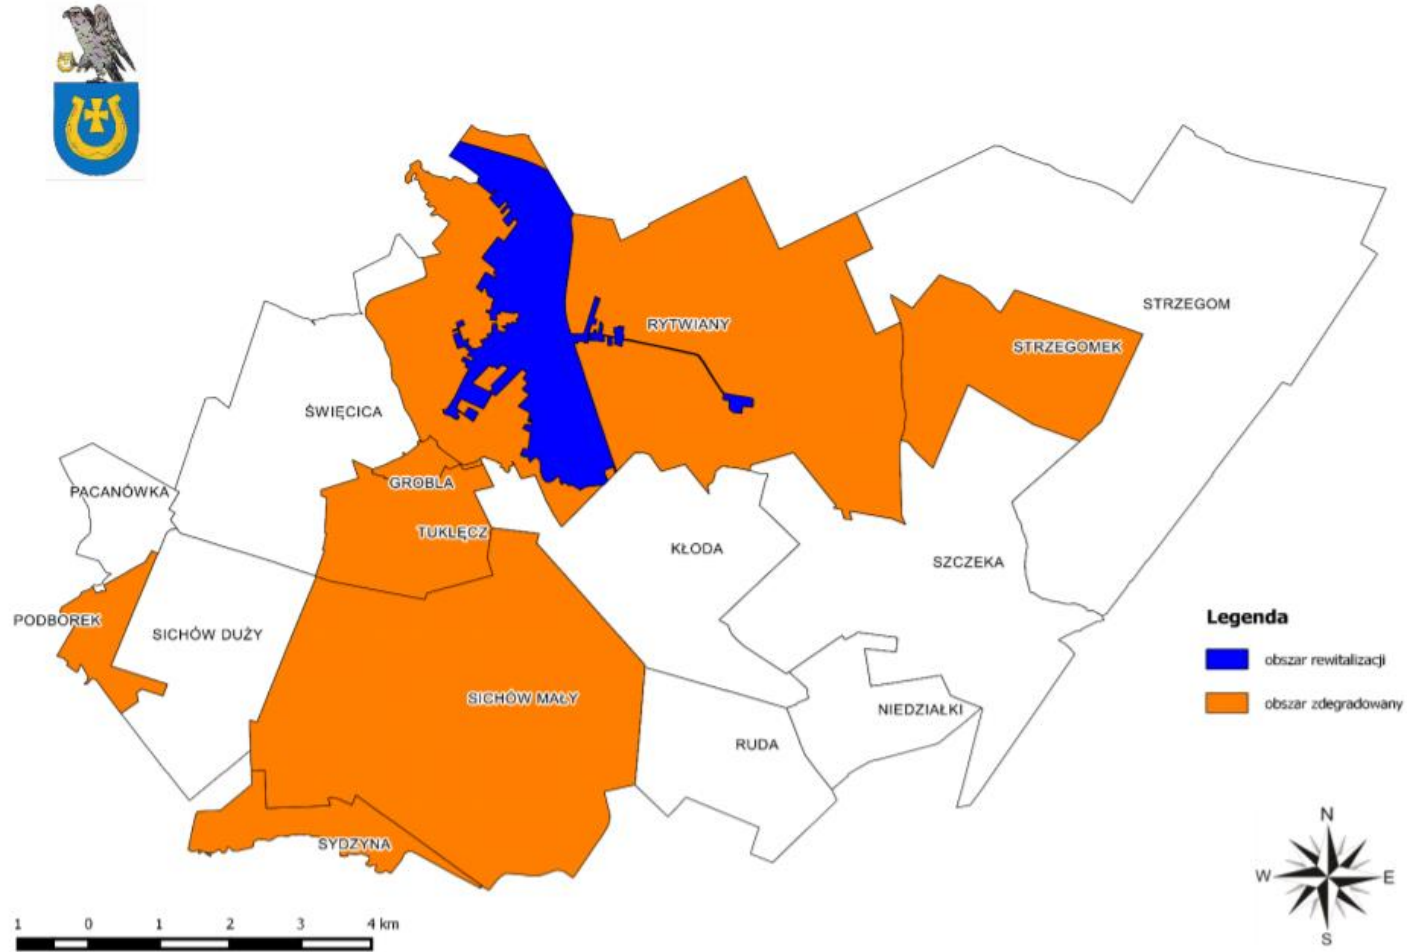 STRZEGOM
RYTWIANY
STRZEGOMEK
ŚWIĘCICA
GROBLA
PACANÓWKA
TUKLĘCZ
KŁODA
SZCZEKA
PODBOREK
SICHÓW DUŻY
Legenda
obszar rewitalizacji
SICHÓW MAŁY
obszar zdegradowany
NIEDZIAŁKI
RUDA
SYDZYNA
N
W E
S
1 0 1 2 3 4 km